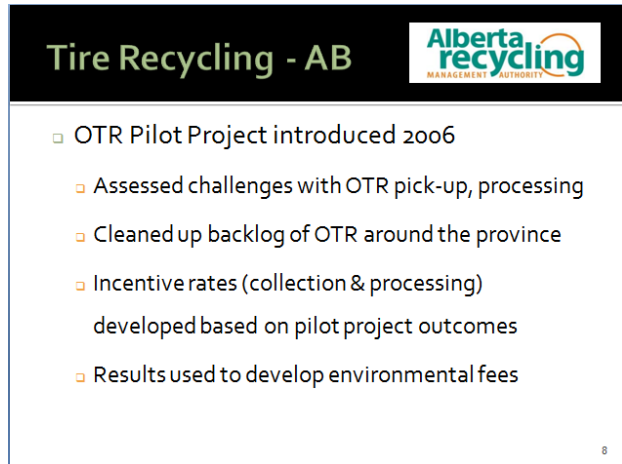 Tire Recycling - AB
Alberta
recycling
MANAGEMENT AUTHORITY
OTR Pilot Project introduced 2006
Assessed challenges with OTR pick-up, processing
Cleaned up backlog of OTR around the province
Incentive rates (collection & processing)
developed based on pilot project outcomes
Results used to develop environmental fees
8